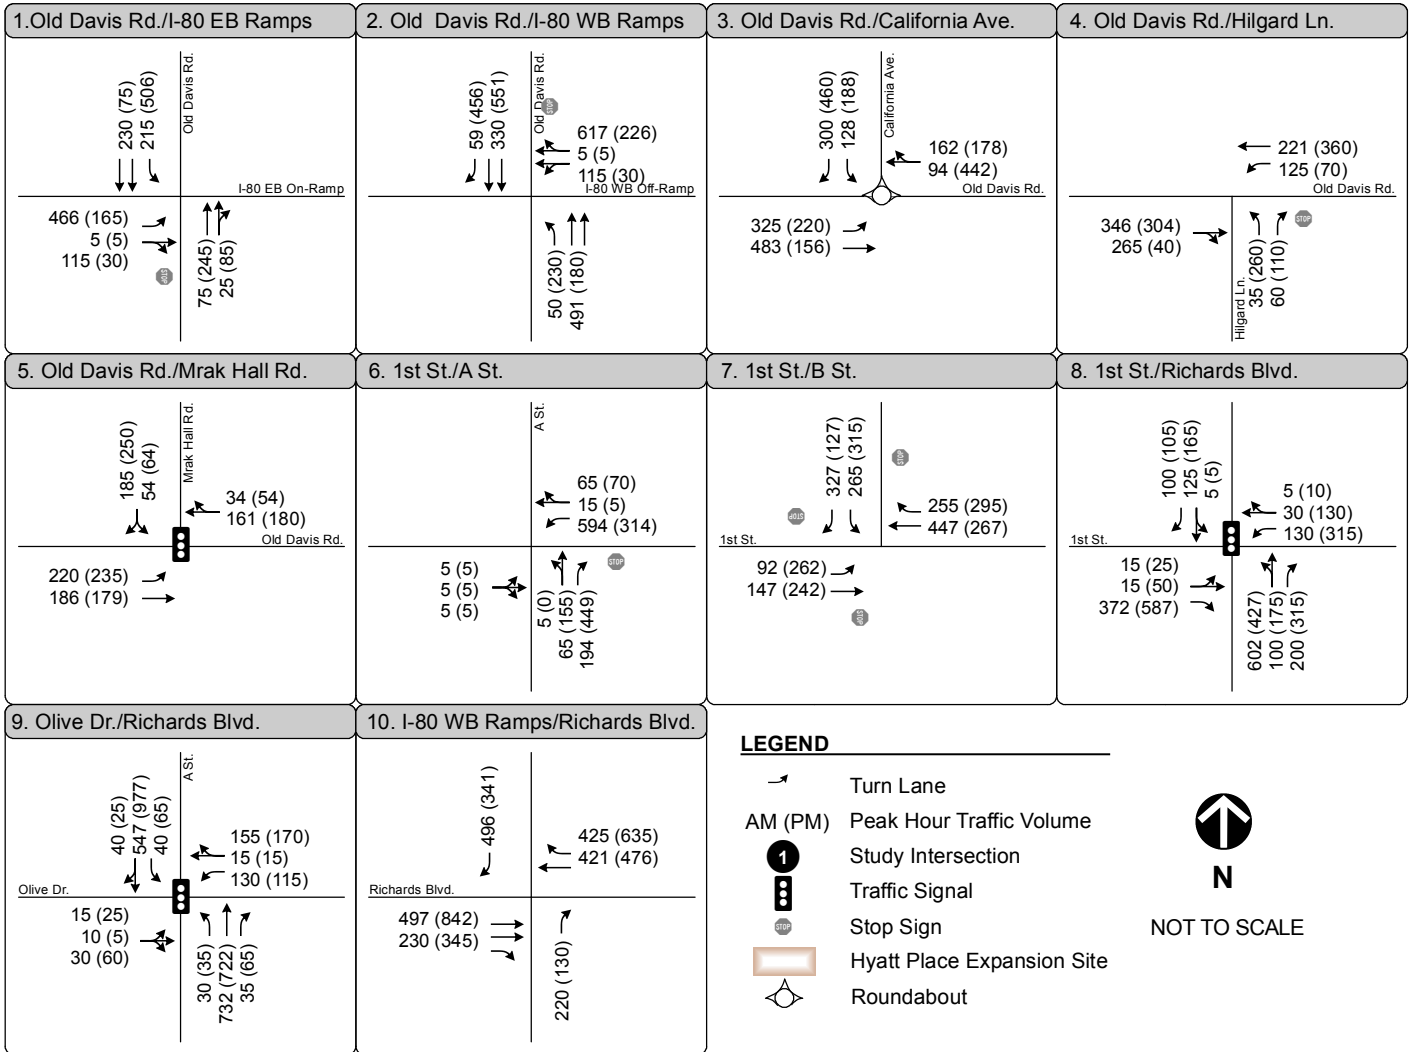 1.Old Davis Rd./I-80 EB Ramps
230 (75)
215 (506)
Old Davis Rd.
I-80 EB On-Ramp
466 (165)
5 (5)
115 (30)
STOP
75 (245)
25 (85)
2. Old Davis Rd./I-80 WB Ramps
59 (456)
330 (551)
Old Davis Rd.
STOP
617 (226)
5 (5)
115 (30)
I-80 WB Off-Ramp
50 (230)
491 (180)
3. Old Davis Rd./California Ave.
300 (460)
128 (188)
California Ave.
162 (178)
94 (442)
Old Davis Rd.
325 (220)
483 (156)
4. Old Davis Rd./Hilgard Ln.
221 (360)
125 (70)
Old Davis Rd.
346 (304)
265 (40)
Hilgard Ln.
35 (260)
60 (110)
STOP
5. Old Davis Rd./Mrak Hall Rd.
185 (250)
54 (64)
Mrak Hall Rd.
34 (54)
161 (180)
Old Davis Rd.
220 (235)
186 (179)
6. 1st St./A St.
A St.
65 (70)
15 (5)
594 (314)
5 (5)
5 (5)
5 (5)
5 (0)
65 (155)
194 (449)
STOP
7. 1st St./B St.
327 (127)
265 (315)
STOP
STOP
255 (295)
447 (267)
1st St.
92 (262)
147 (242)
STOP
8. 1st St./Richards Blvd.
100 (105)
125 (165)
5 (5)
5 (10)
30 (130)
130 (315)
1st St.
15 (25)
15 (50)
372 (587)
602 (427)
100 (175)
200 (315)
9. Olive Dr./Richards Blvd.
40 (25)
547 (977)
40 (65)
A St.
155 (170)
15 (15)
130 (115)
Olive Dr.
15 (25)
10 (5)
30 (60)
30 (35)
732 (722)
35 (65)
10. I-80 WB Ramps/Richards Blvd.
496 (341)
425 (635)
421 (476)
Richards Blvd.
497 (842)
230 (345)
220 (130)
LEGEND
Turn Lane
AM (PM) Peak Hour Traffic Volume
1 Study Intersection
Traffic Signal
STOP Stop Sign
Hyatt Place Expansion Site
Roundabout
N
NOT TO SCALE